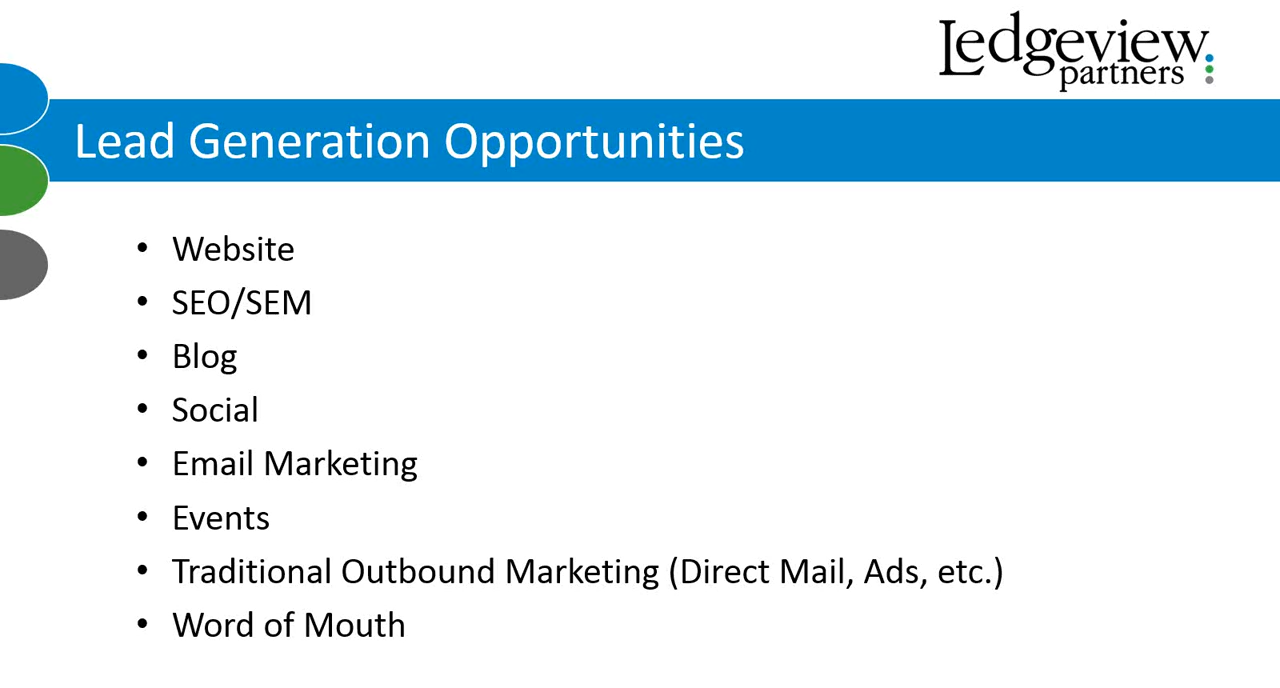 Ledgeview
partners
Lead Generation Opportunities
• Website
• SEO/SEM
• Blog
• Social
• Email Marketing
• Events
• Traditional Outbound Marketing (Direct Mail, Ads, etc.)
• Word of Mouth